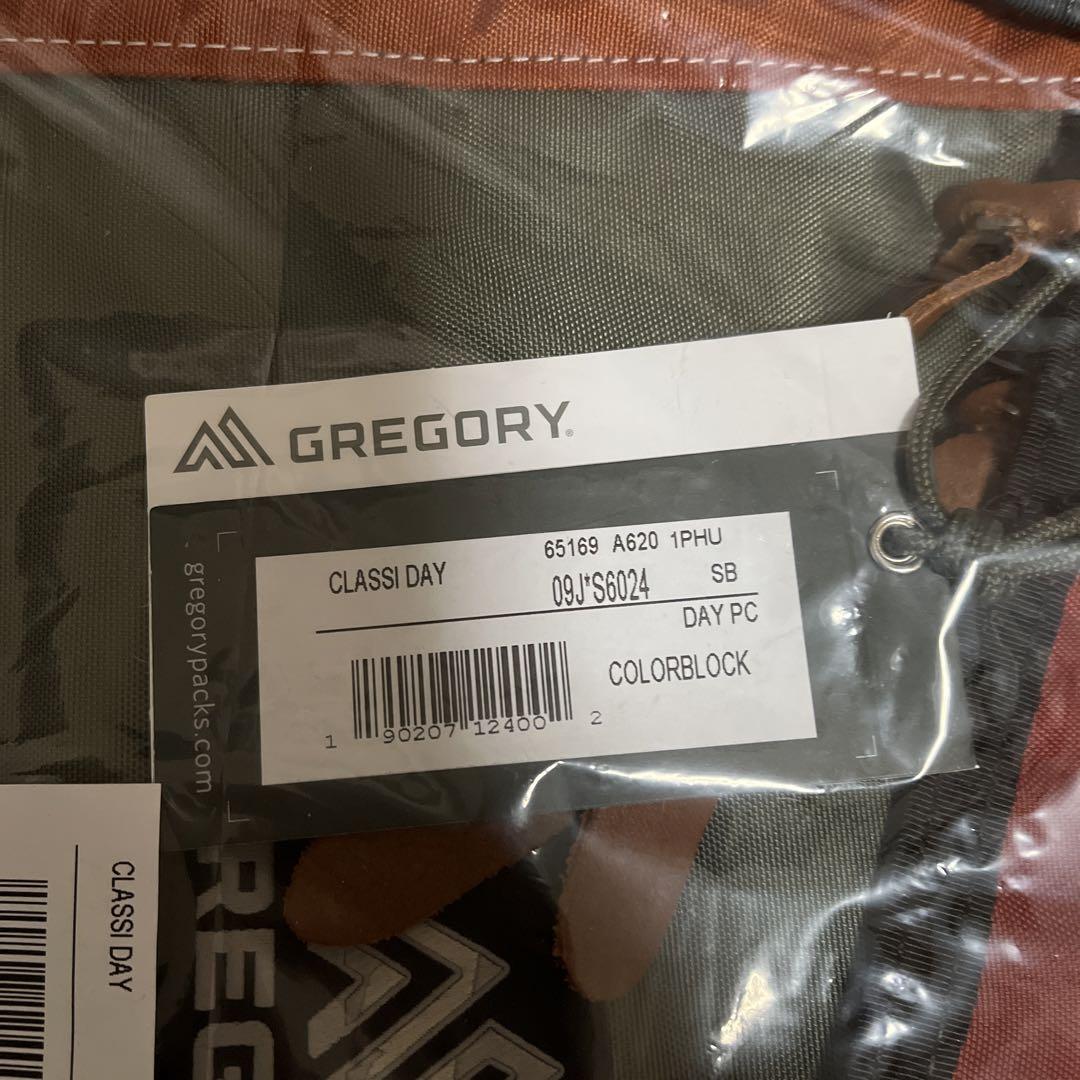 GREGORY®
gregorypacks.com
65169 A620 1PHU
CLASSI DAY
09J*S6024 SB
DAY PC
COLORBLOCK
1 90207 12400 2
CLASSI DAY
REG